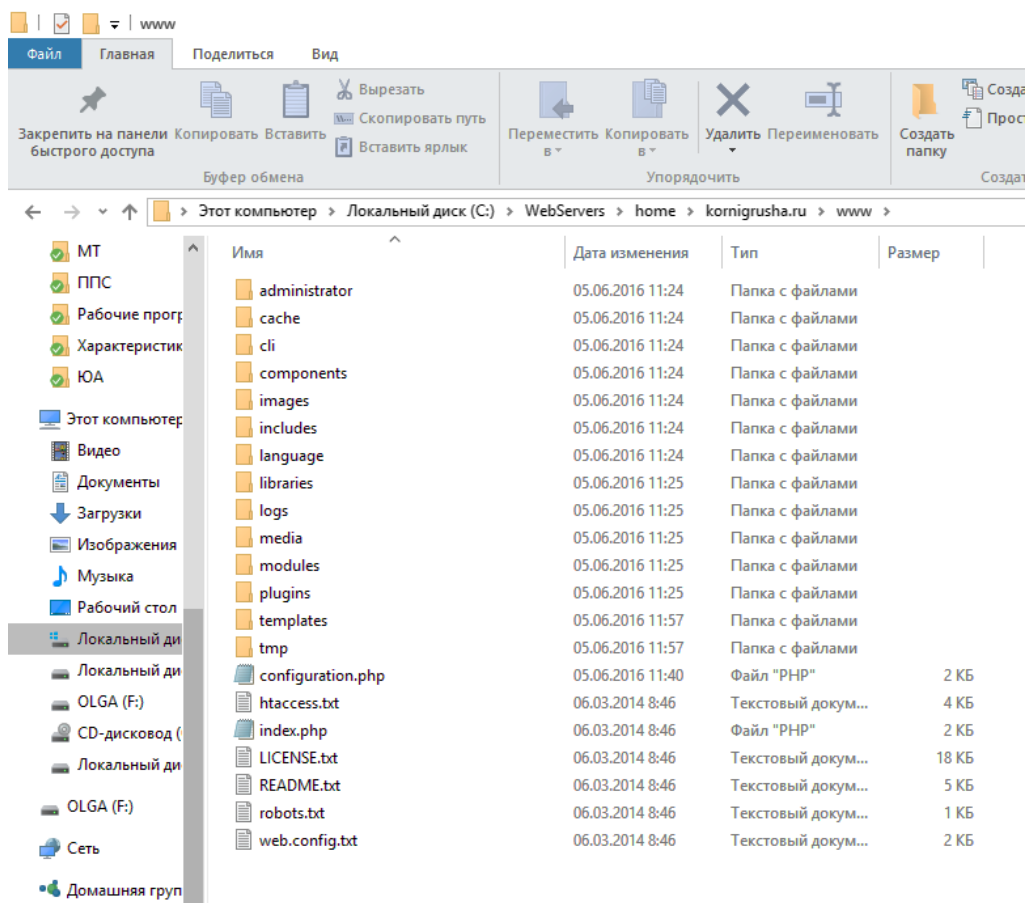 www
Файл Главная Поделиться Вид
Закрепить на панели быстрого доступа
Копировать
Вставить
Вырезать
Скопировать путь
Вставить ярлык
Буфер обмена
Переместить в
Копировать в
Удалить
Переименовать
Упорядочить
Создать папку
Созда
Прост
Создат
Этот компьютер > Локальный диск (C:) > WebServers > home > kornigrusha.ru > www >
МТ
ППС
Рабочие прогр
Характеристик
ЮА
Этот компьютер
Видео
Документы
Загрузки
Изображения
Музыка
Рабочий стол
Локальный ди
Локальный ди
OLGA (F:)
CD-дисковод (
Локальный ди
OLGA (F:)
Сеть
Домашняя груп
Имя Дата изменения Тип Размер
administrator 05.06.2016 11:24 Папка с файлами
cache 05.06.2016 11:24 Папка с файлами
cli 05.06.2016 11:24 Папка с файлами
components 05.06.2016 11:24 Папка с файлами
images 05.06.2016 11:24 Папка с файлами
includes 05.06.2016 11:24 Папка с файлами
language 05.06.2016 11:24 Папка с файлами
libraries 05.06.2016 11:25 Папка с файлами
logs 05.06.2016 11:25 Папка с файлами
media 05.06.2016 11:25 Папка с файлами
modules 05.06.2016 11:25 Папка с файлами
plugins 05.06.2016 11:25 Папка с файлами
templates 05.06.2016 11:57 Папка с файлами
tmp 05.06.2016 11:57 Папка с файлами
configuration.php 05.06.2016 11:40 Файл "PHP" 2 КБ
htaccess.txt 06.03.2014 8:46 Текстовый докум... 4 КБ
index.php 06.03.2014 8:46 Файл "PHP" 2 КБ
LICENSE.txt 06.03.2014 8:46 Текстовый докум... 18 КБ
README.txt 06.03.2014 8:46 Текстовый докум... 5 КБ
robots.txt 06.03.2014 8:46 Текстовый докум... 1 КБ
web.config.txt 06.03.2014 8:46 Текстовый докум... 2 КБ